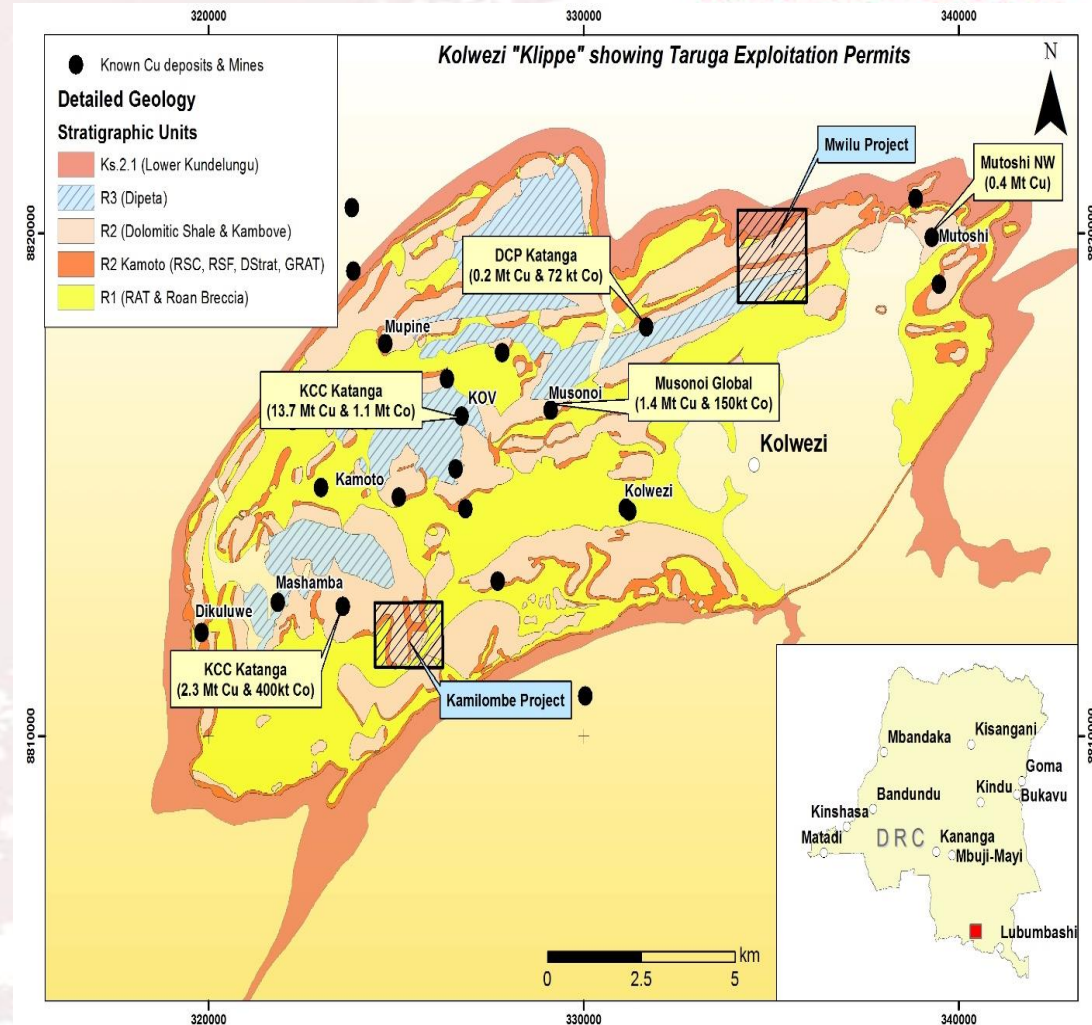 320000
330000
340000
Kolwezi "Klippe" showing Taruga Exploitation Permits
Known Cu deposits & Mines
Detailed Geology
Stratigraphic Units
Ks.2.1 (Lower Kundelungu)
R3 (Dipeta)
R2 (Dolomitic Shale & Kambove)
R2 Kamoto (RSC, RSF, DStrat, GRAT)
R1 (RAT & Roan Breccia)
N
Mwilu Project
Mutoshi NW
(0.4 Mt Cu)
8820000
8820000
Mutoshi
DCP Katanga
(0.2 Mt Cu & 72 kt Co)
Mupine
KCC Katanga
(13.7 Mt Cu & 1.1 Mt Co)
KOV
Musonoi
Musonoi Global
(1.4 Mt Cu & 150kt Co)
Kolwezi
Kamoto
Kolwezi
Mashamba
Dikuluwe
KCC Katanga
(2.3 Mt Cu & 400kt Co)
Kamilombe Project
8810000
8810000
Mbandaka
Kisangani
Goma
Bukavu
Kindu
Bandundu
Kinshasa
Matadi
DRC
Kananga
Mbuji-Mayi
Lubumbashi
km
0
2.5
5
320000
330000
340000